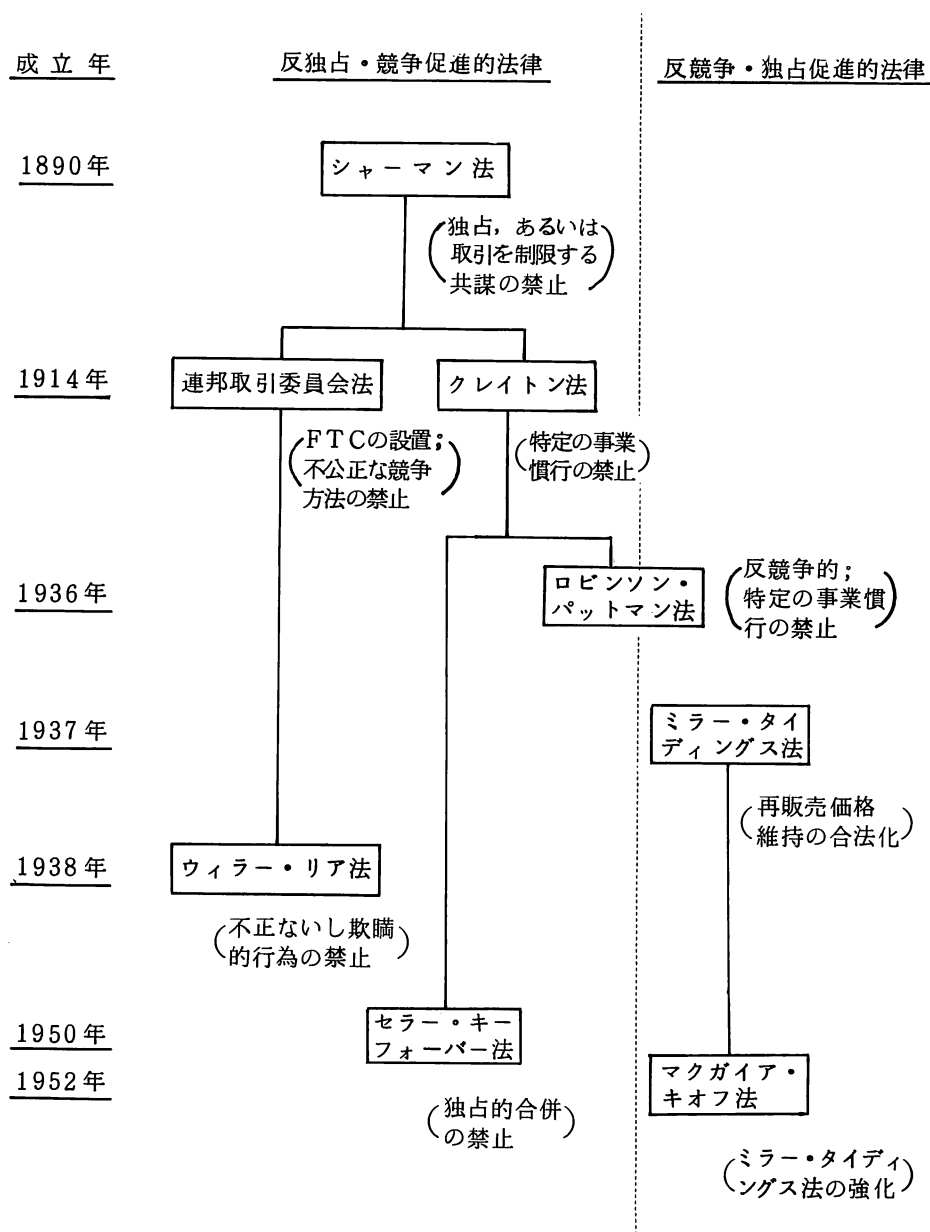 成立年
反独占・競争促進的法律
反競争・独占促進的法律
1890年
シャーマン法
(独占，あるいは
取引を制限する
共謀の禁止)
1914年
連邦取引委員会法
クレイトン法
(FTCの設置；
不公正な競争
方法の禁止)
(特定の事業
慣行の禁止)
1936年
ロビンソン・
パットマン法
(反競争的；
特定の事業慣
行の禁止)
1937年
ミラー・タイ
ディングス法
(再販売価格
維持の合法化)
1938年
ウィラー・リア法
(不正ないし欺瞞
的行為の禁止)
1950年
セラー・キー
フォーバー法
1952年
マクガイア・
キオフ法
(独占的合併
の禁止)
(ミラー・タイディ
ングス法の強化)